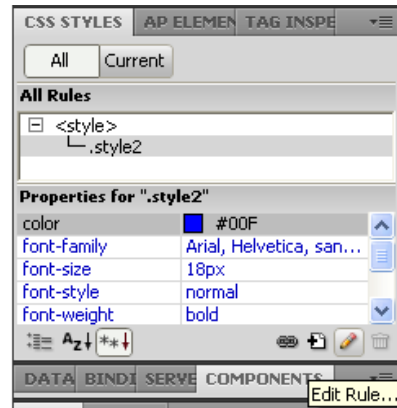 CSS STYLES AP ELEMEN TAG INSPE
All Current
All Rules
<style>
.style2
Properties for ".style2"
color #00F
font-family Arial, Helvetica, san...
font-size 18px
font-style normal
font-weight bold
Az
DATA BINDI SERVE COMPONENTS
Edit Rule...